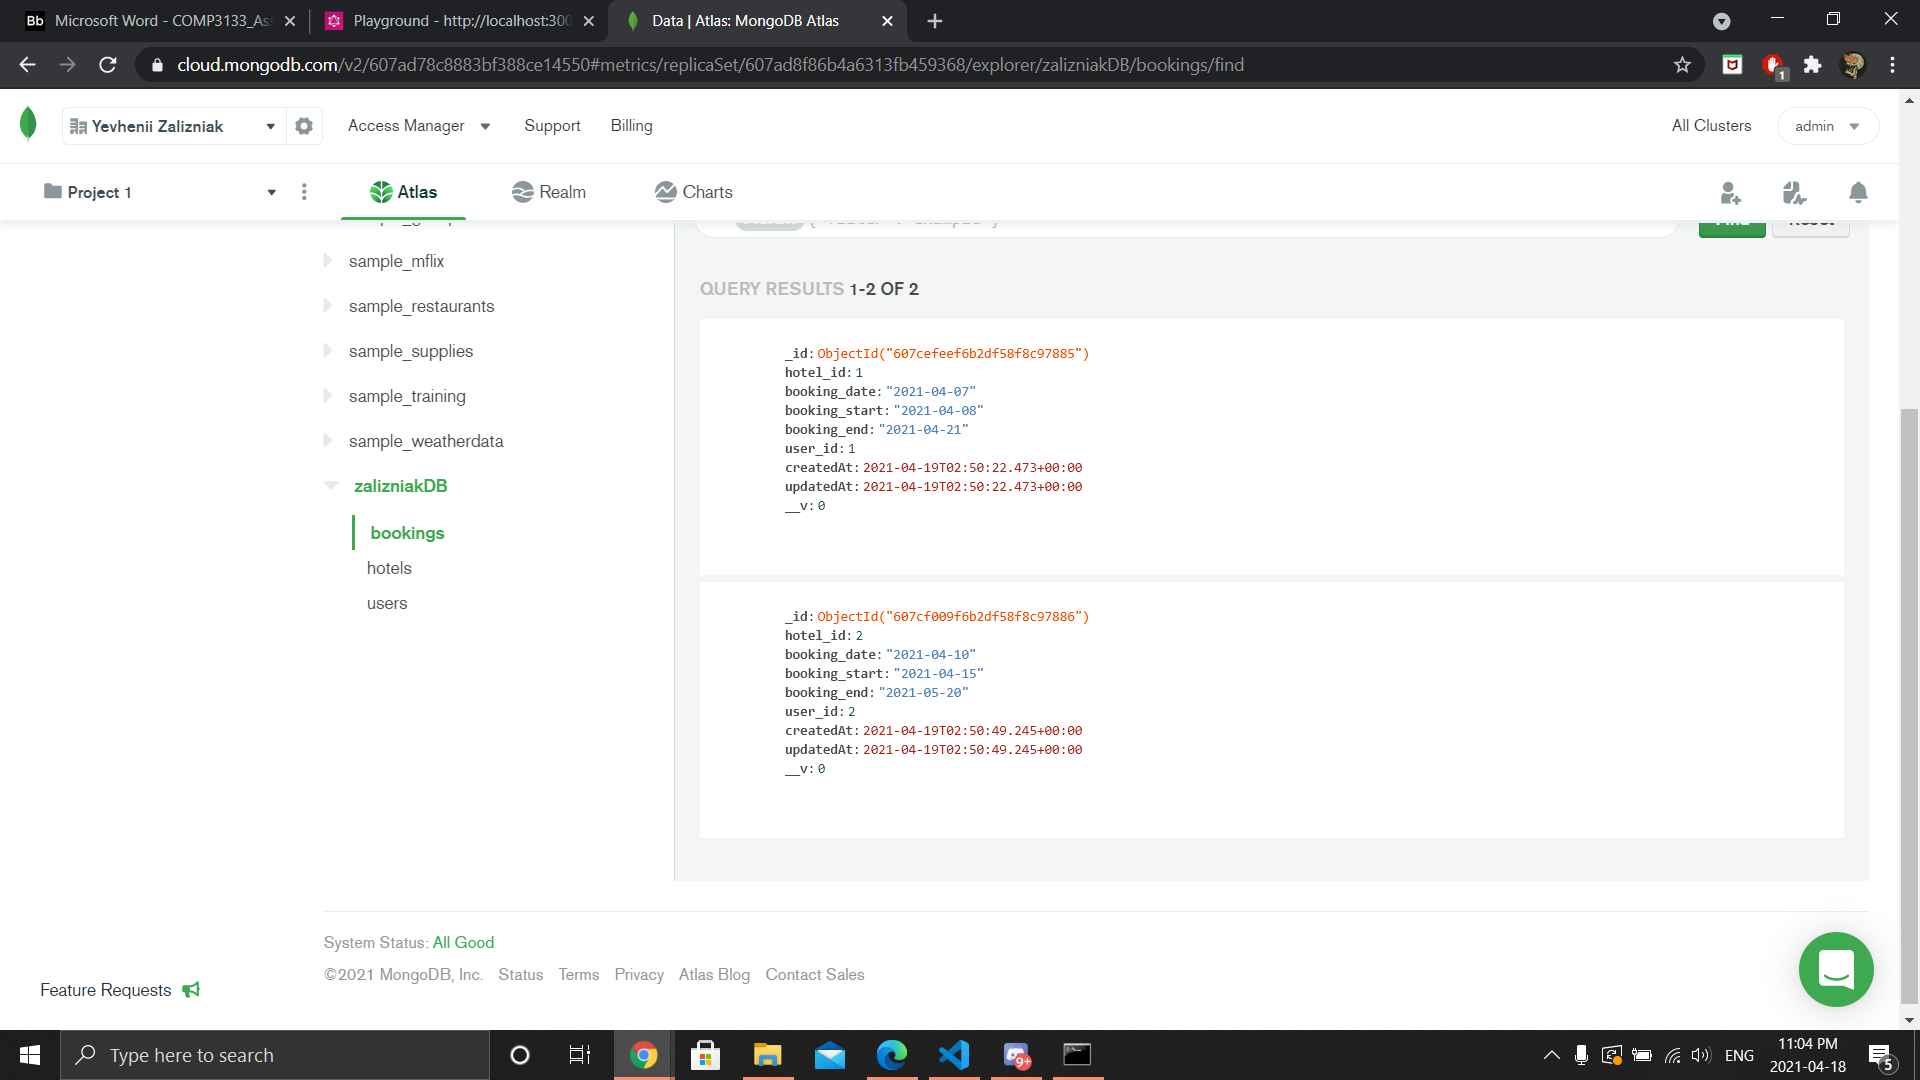 Bb Microsoft Word - COMP3133_Ass
Playground - http://localhost:300
Data | Atlas: MongoDB Atlas
cloud.mongodb.com/v2/607ad78c8883bf388ce14550#metrics/replicaSet/607ad8f86b4a6313fb459368/explorer/zalizniakDB/bookings/find
1
Yevhenii Zalizniak
Access Manager
Support
Billing
All Clusters
admin
Project 1
Atlas
Realm
Charts
sample_mflix
sample_restaurants
sample_supplies
sample_training
sample_weatherdata
zalizniakDB
bookings
hotels
users
QUERY RESULTS 1-2 OF 2
_id: ObjectId("607cefeef6b2df58f8c97885")
hotel_id: 1
booking_date: "2021-04-07"
booking_start: "2021-04-08"
booking_end: "2021-04-21"
user_id: 1
createdAt: 2021-04-19T02:50:22.473+00:00
updatedAt: 2021-04-19T02:50:22.473+00:00
__v: 0
_id: ObjectId("607cf009f6b2df58f8c97886")
hotel_id: 2
booking_date: "2021-04-10"
booking_start: "2021-04-15"
booking_end: "2021-05-20"
user_id: 2
createdAt: 2021-04-19T02:50:49.245+00:00
updatedAt: 2021-04-19T02:50:49.245+00:00
__v: 0
System Status: All Good
©2021 MongoDB, Inc. Status Terms Privacy Atlas Blog Contact Sales
Feature Requests
Type here to search
9+
ENG
11:04 PM
2021-04-18
5